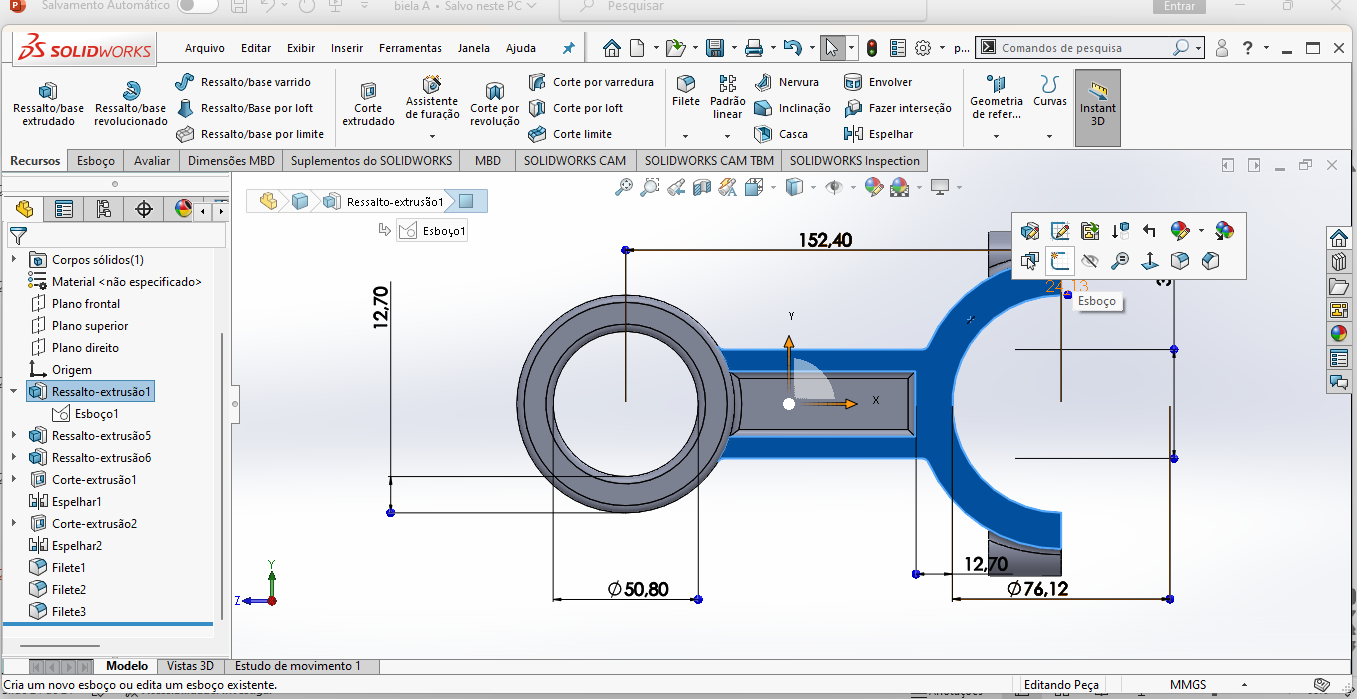 Salvamento Automático
biela A • Salvo neste PC
Pesquisar
Entrar
SOLIDWORKS
Arquivo Editar Exibir Inserir Ferramentas Janela Ajuda
p...
Comandos de pesquisa
Ressalto/base extrudado
Ressalto/base revolucionado
Ressalto/base varrido
Ressalto/Base por loft
Ressalto/base por limite
Corte extrudado
Assistente de furação
Corte por revolução
Corte por varredura
Corte por loft
Corte limite
Filete
Padrão linear
Nervura
Inclinação
Casca
Envolver
Fazer interseção
Espelhar
Geometria de refer...
Curvas
Instant 3D
Recursos Esboço Avaliar Dimensões MBD Suplementos do SOLIDWORKS MBD SOLIDWORKS CAM SOLIDWORKS CAM TBM SOLIDWORKS Inspection
Ressalto-extrusão1
Esboço1
Corpos sólidos(1)
Material <não especificado>
Plano frontal
Plano superior
Plano direito
Origem
Ressalto-extrusão1
Esboço1
Ressalto-extrusão5
Ressalto-extrusão6
Corte-extrusão1
Espelhar1
Corte-extrusão2
Espelhar2
Filete1
Filete2
Filete3
152,40
12,70
24,13
Esboço
Y
X
12,70
∅50,80
∅76,12
Y
Z
Modelo Vistas 3D Estudo de movimento 1
Cria um novo esboço ou edita um esboço existente.
Editando Peça
MMGS